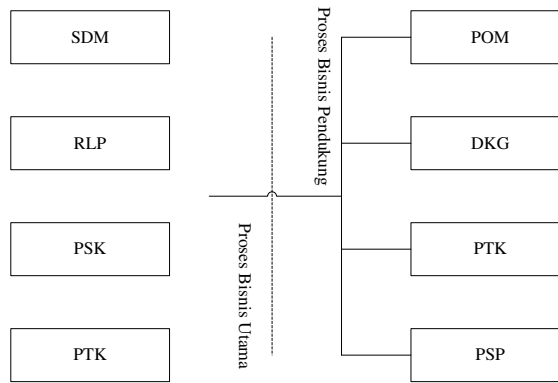 SDM
RLP
PSK
PTK
Proses Bisnis Utama
Proses Bisnis Pendukung
POM
DKG
PTK
PSP